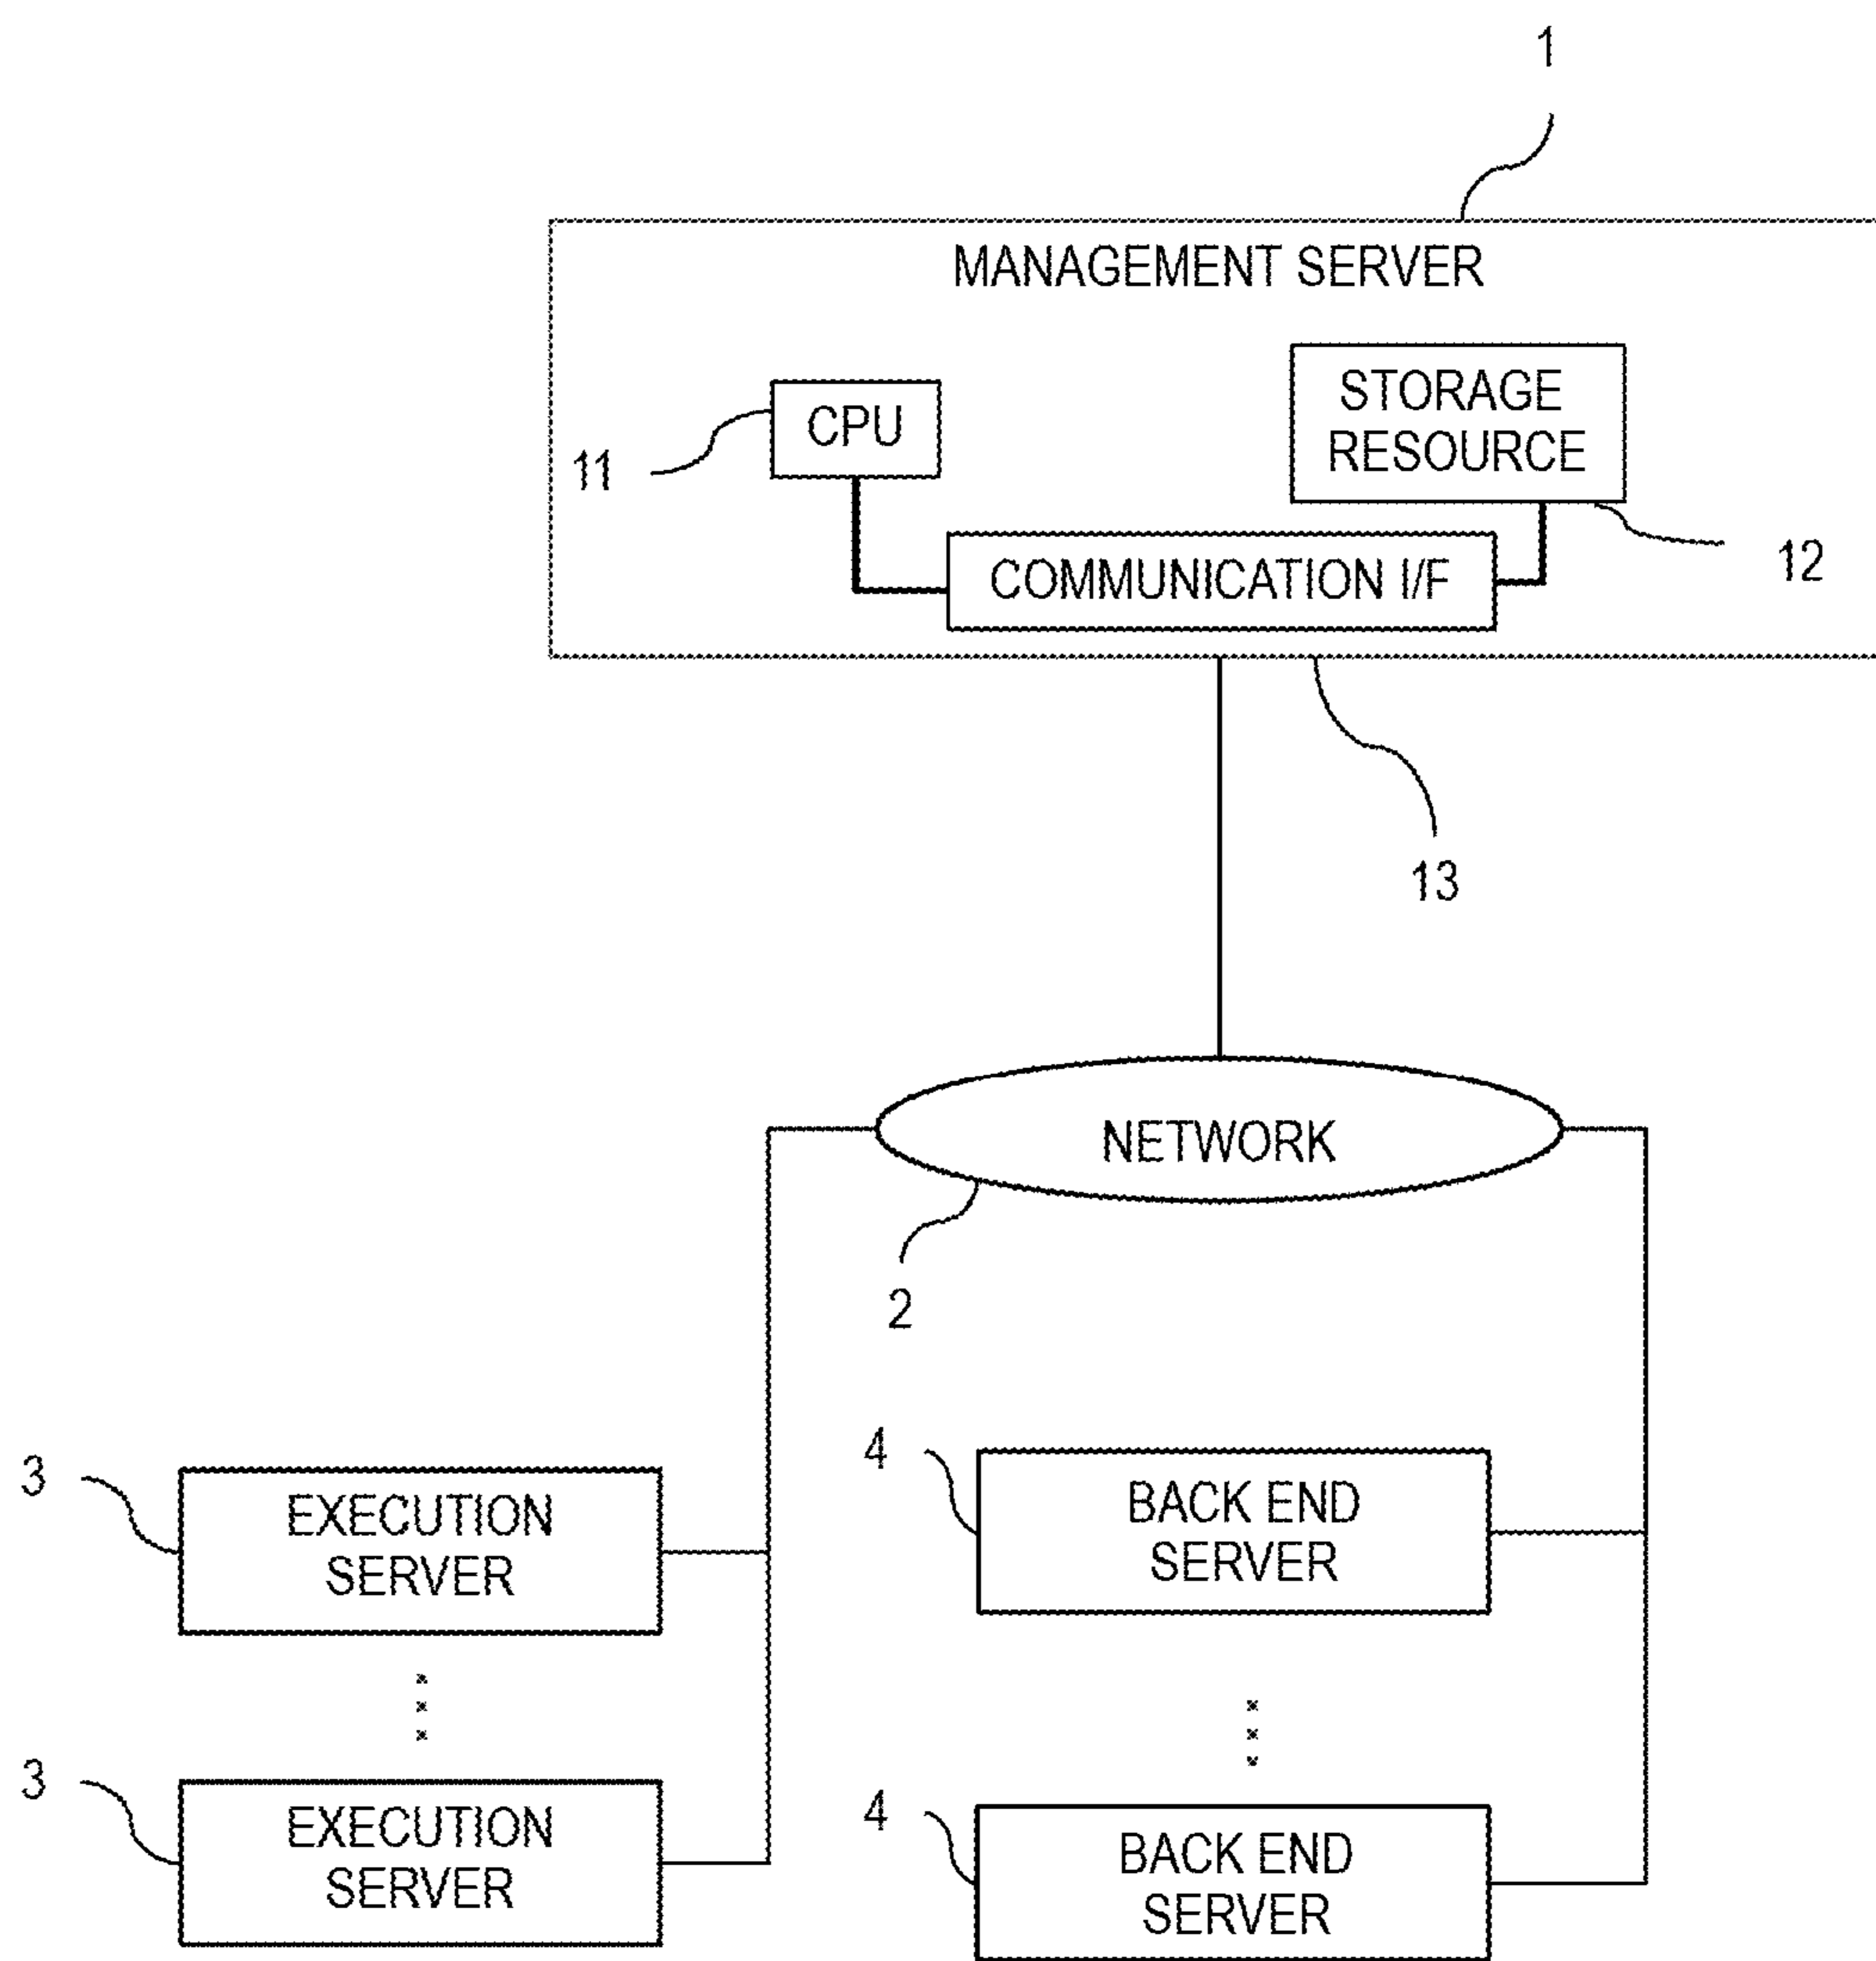 1
MANAGEMENT SERVER
CPU
STORAGE
RESOURCE
11
COMMUNICATION I/F
12
13
NETWORK
2
3
EXECUTION
SERVER
4
BACK END
SERVER
3
EXECUTION
SERVER
4
BACK END
SERVER